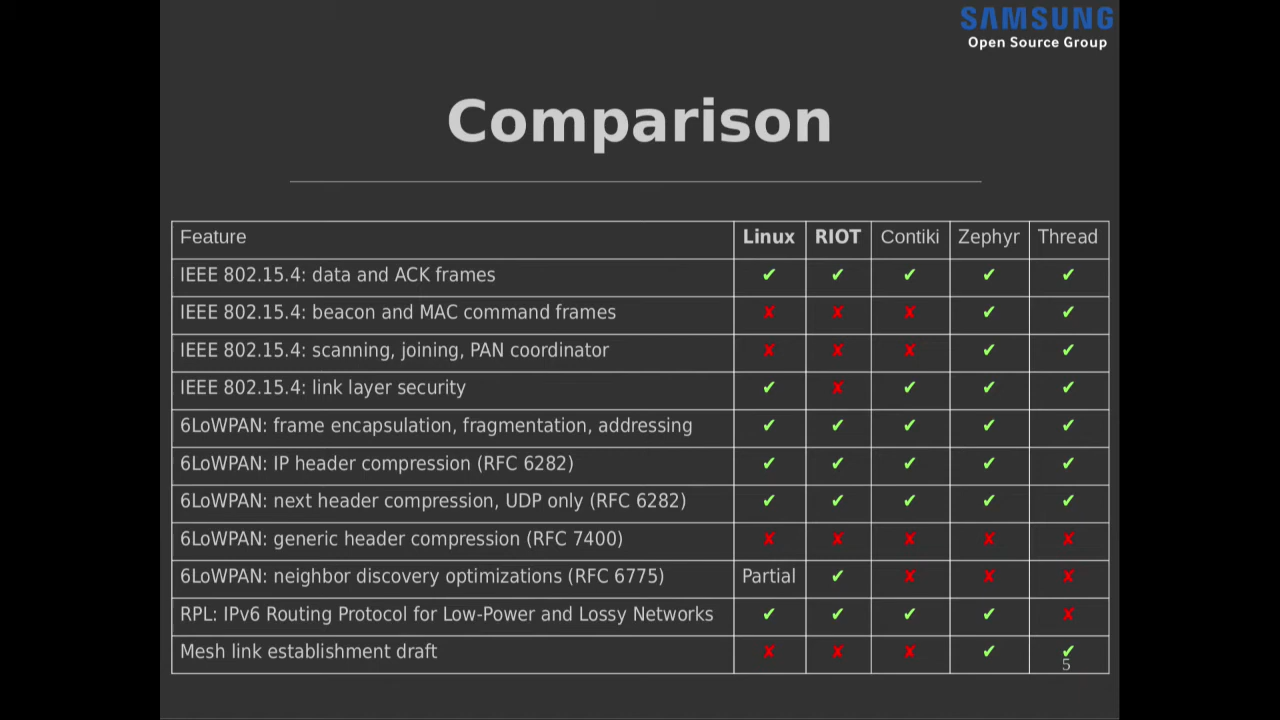 SAMSUNG
Open Source Group
Comparison
Feature Linux RIOT Contiki Zephyr Thread
IEEE 802.15.4: data and ACK frames ✔ ✔ ✔ ✔ ✔
IEEE 802.15.4: beacon and MAC command frames ✘ ✘ ✘ ✔ ✔
IEEE 802.15.4: scanning, joining, PAN coordinator ✘ ✘ ✘ ✔ ✔
IEEE 802.15.4: link layer security ✔ ✘ ✔ ✔ ✔
6LoWPAN: frame encapsulation, fragmentation, addressing ✔ ✔ ✔ ✔ ✔
6LoWPAN: IP header compression (RFC 6282) ✔ ✔ ✔ ✔ ✔
6LoWPAN: next header compression, UDP only (RFC 6282) ✔ ✔ ✔ ✔ ✔
6LoWPAN: generic header compression (RFC 7400) ✘ ✘ ✘ ✘ ✘
6LoWPAN: neighbor discovery optimizations (RFC 6775) Partial ✔ ✘ ✘ ✘
RPL: IPv6 Routing Protocol for Low-Power and Lossy Networks ✔ ✔ ✔ ✔ ✘
Mesh link establishment draft ✘ ✘ ✘ ✔ ✔
5